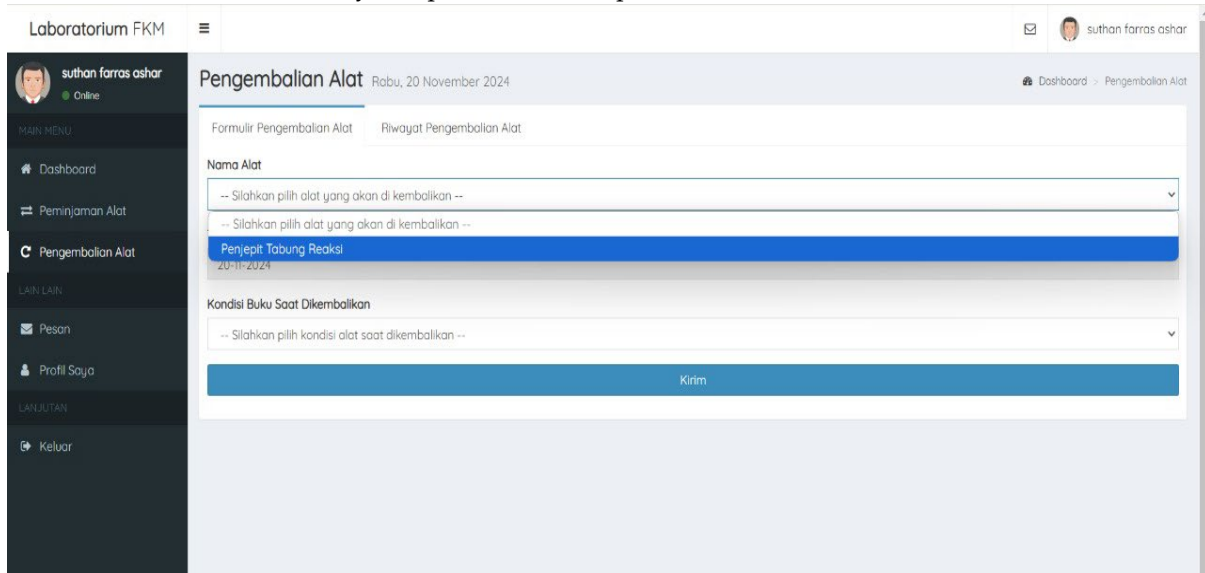 Laboratorium FKM
suthan farras ashar
suthan farras ashar
Online
MAIN MENU
Dashboard
Peminjaman Alat
Pengembalian Alat
LAIN LAIN
Pesan
Profil Saya
LANJUTAN
Keluar
Pengembalian Alat Rabu, 20 November 2024
Dashboard > Pengembalian Alat
Formulir Pengembalian Alat Riwayat Pengembalian Alat
Nama Alat
-- Silahkan pilih alat yang akan di kembalikan --
-- Silahkan pilih alat yang akan di kembalikan --
Penjepit Tabung Reaksi
20-11-2024
Kondisi Buku Saat Dikembalikan
-- Silahkan pilih kondisi alat saat dikembalikan --
Kirim